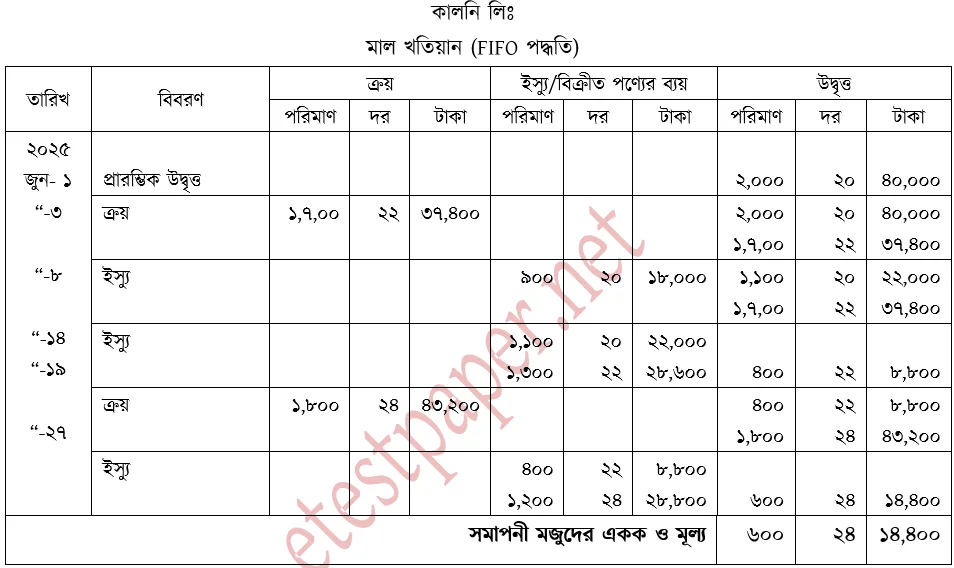 কালনি লিঃ
মাল খতিয়ান (FIFO পদ্ধতি)
তারিখ বিবরণ ক্রয় ইস্যু/বিক্রীত পণ্যের ব্যয় উদ্বৃত্ত
পরিমাণ দর টাকা পরিমাণ দর টাকা পরিমাণ দর টাকা
২০২৫
জুন- ১ প্রারম্ভিক উদ্বৃত্ত ২,০০০ ২০ ৪০,০০০
“-৩ ক্রয় ১,৭,০০ ২২ ৩৭,৪০০ ২,০০০ ২০ ৪০,০০০
১,৭,০০ ২২ ৩৭,৪০০
“-৮ ইস্যু ৯০০ ২০ ১৮,০০০ ১,১০০ ২০ ২২,০০০
১,৭,০০ ২২ ৩৭,৪০০
“-১৪ ইস্যু ১,১০০ ২০ ২২,০০০
“-১৯ ১,৩০০ ২২ ২৮,৬০০ ৪০০ ২২ ৮,৮০০
ক্রয় ১,৮০০ ২৪ ৪৩,২০০ ৪০০ ২২ ৮,৮০০
“-২৭ ১,৮০০ ২৪ ৪৩,২০০
ইস্যু ৪০০ ২২ ৮,৮০০
১,২০০ ২৪ ২৮,৮০০ ৬০০ ২৪ ১৪,৪০০
সমাপনী মজুদের একক ও মূল্য ৬০০ ২৪ ১৪,৪০০
etestpaper.net